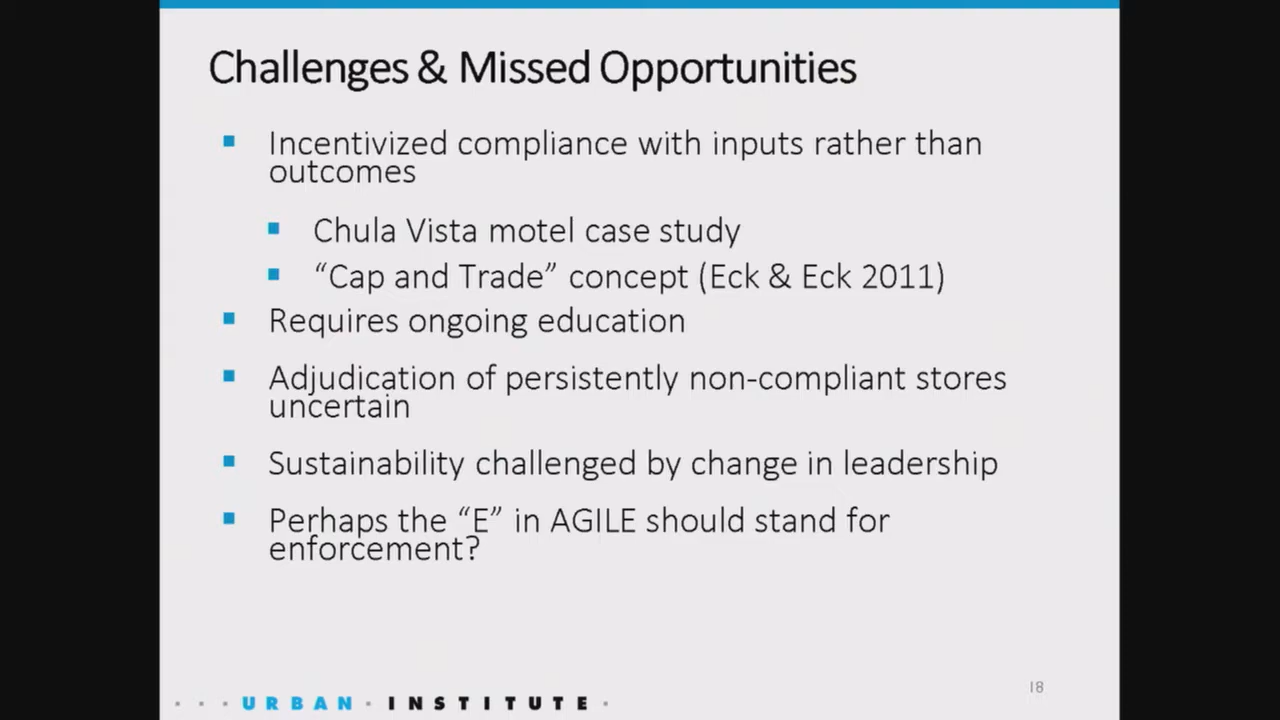 Challenges & Missed Opportunities
Incentivized compliance with inputs rather than
outcomes
Chula Vista motel case study
“Cap and Trade” concept (Eck & Eck 2011)
Requires ongoing education
Adjudication of persistently non-compliant stores
uncertain
Sustainability challenged by change in leadership
Perhaps the “E” in AGILE should stand for
enforcement?
18
URBAN INSTITUTE